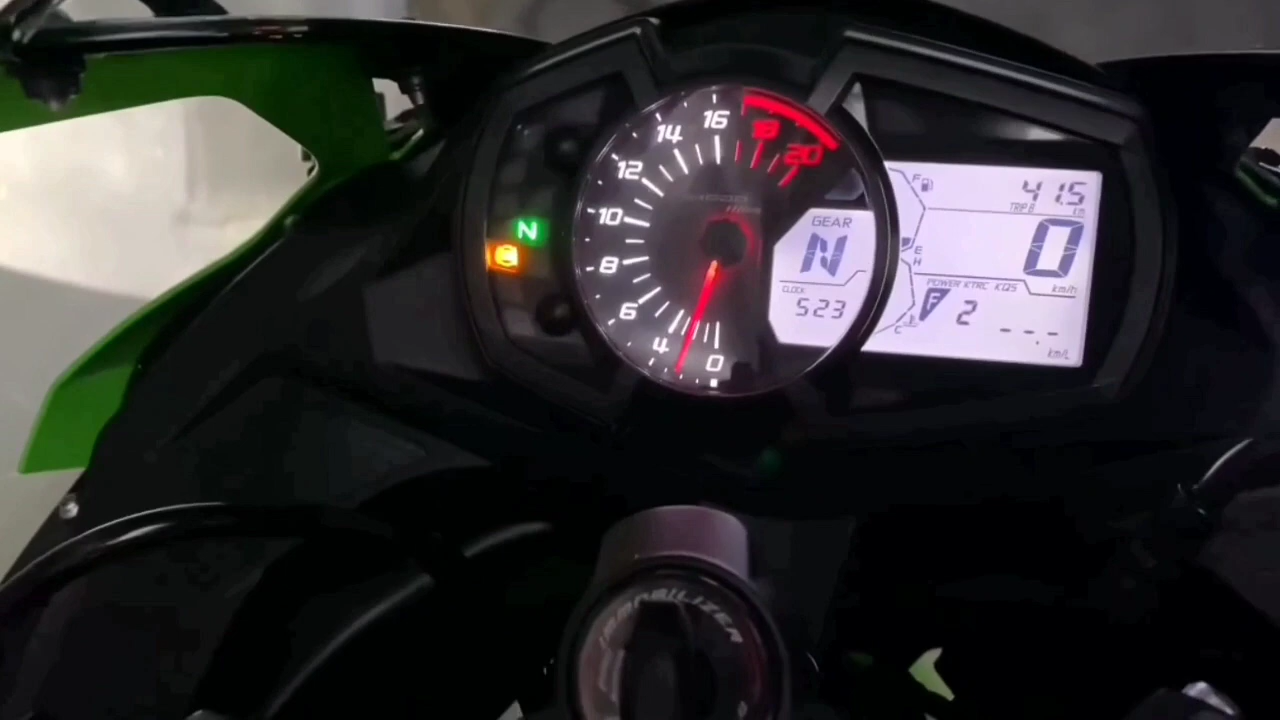 16
18
20
14
12
10
8
6
4
0
N
GEAR
N
CLOCK
5:23
F
41.5
TRIP B
km
0
km/h
E
H
C
POWER KTRC KQS
F
2
--.-
km/L
IMMOBILIZER